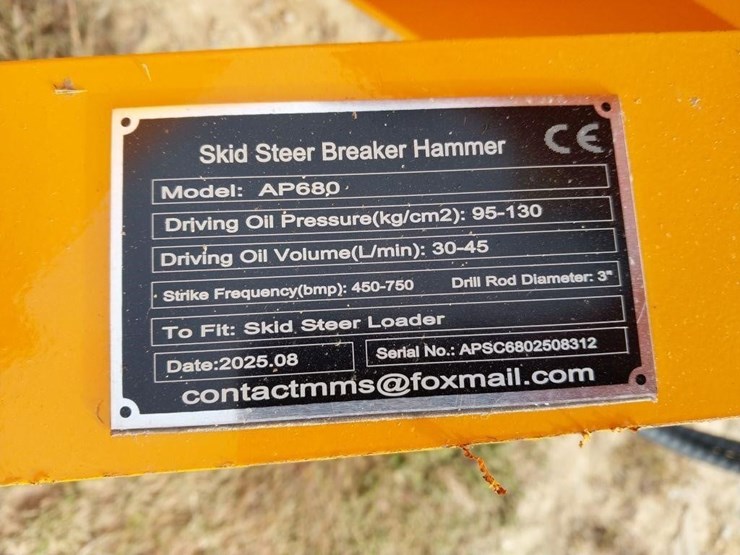 Skid Steer Breaker Hammer CE
Model: AP680
Driving Oil Pressure(kg/cm2): 95-130
Driving Oil Volume(L/min): 30-45
Strike Frequency(bmp): 450-750 Drill Rod Diameter: 3"
To Fit: Skid Steer Loader
Date:2025.08 Serial No.: APSC6802508312
contactmms@foxmail.com